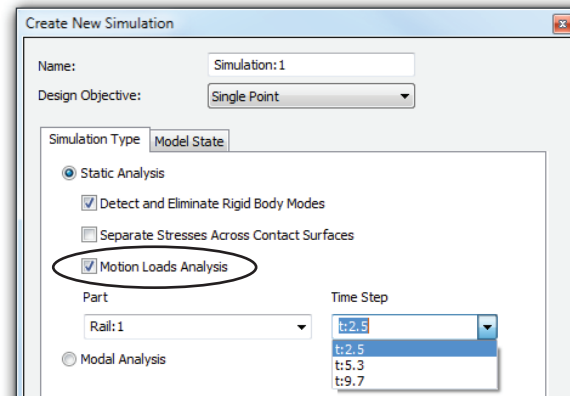 Create New Simulation
Name: Simulation:1
Design Objective: Single Point
Simulation Type Model State
Static Analysis
Detect and Eliminate Rigid Body Modes
Separate Stresses Across Contact Surfaces
Motion Loads Analysis
Part Time Step
Rail:1 t:2.5
t:2.5
Modal Analysis
t:5.3
t:9.7